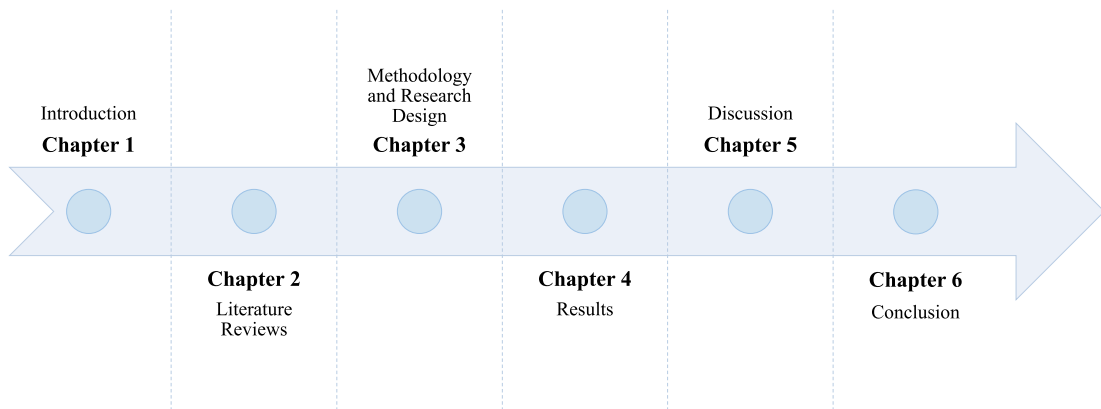 Introduction
Chapter 1
Chapter 2
Literature
Reviews
Methodology
and Research
Design
Chapter 3
Chapter 4
Results
Discussion
Chapter 5
Chapter 6
Conclusion